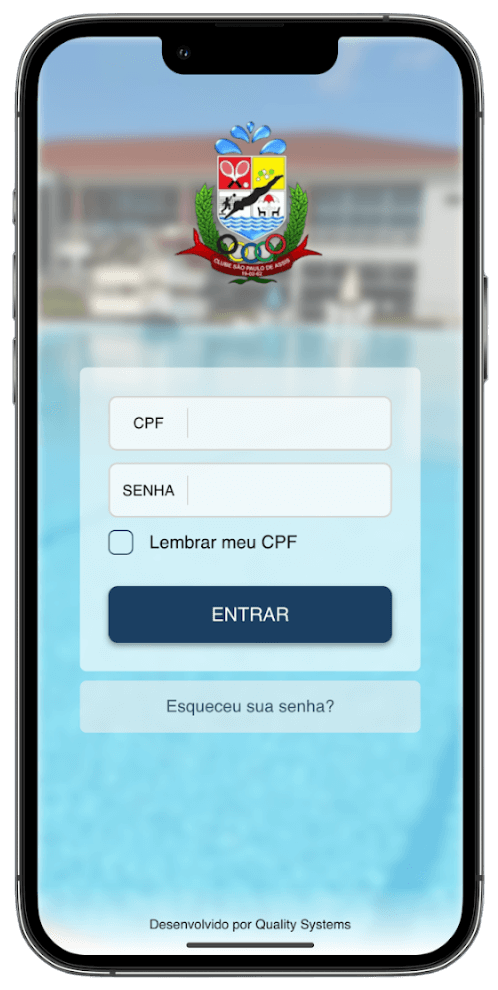 CLUBE SÃO PAULO DE ASSIS
CPF
SENHA
Lembrar meu CPF
ENTRAR
Esqueceu sua senha?
Desenvolvido por Quality Systems